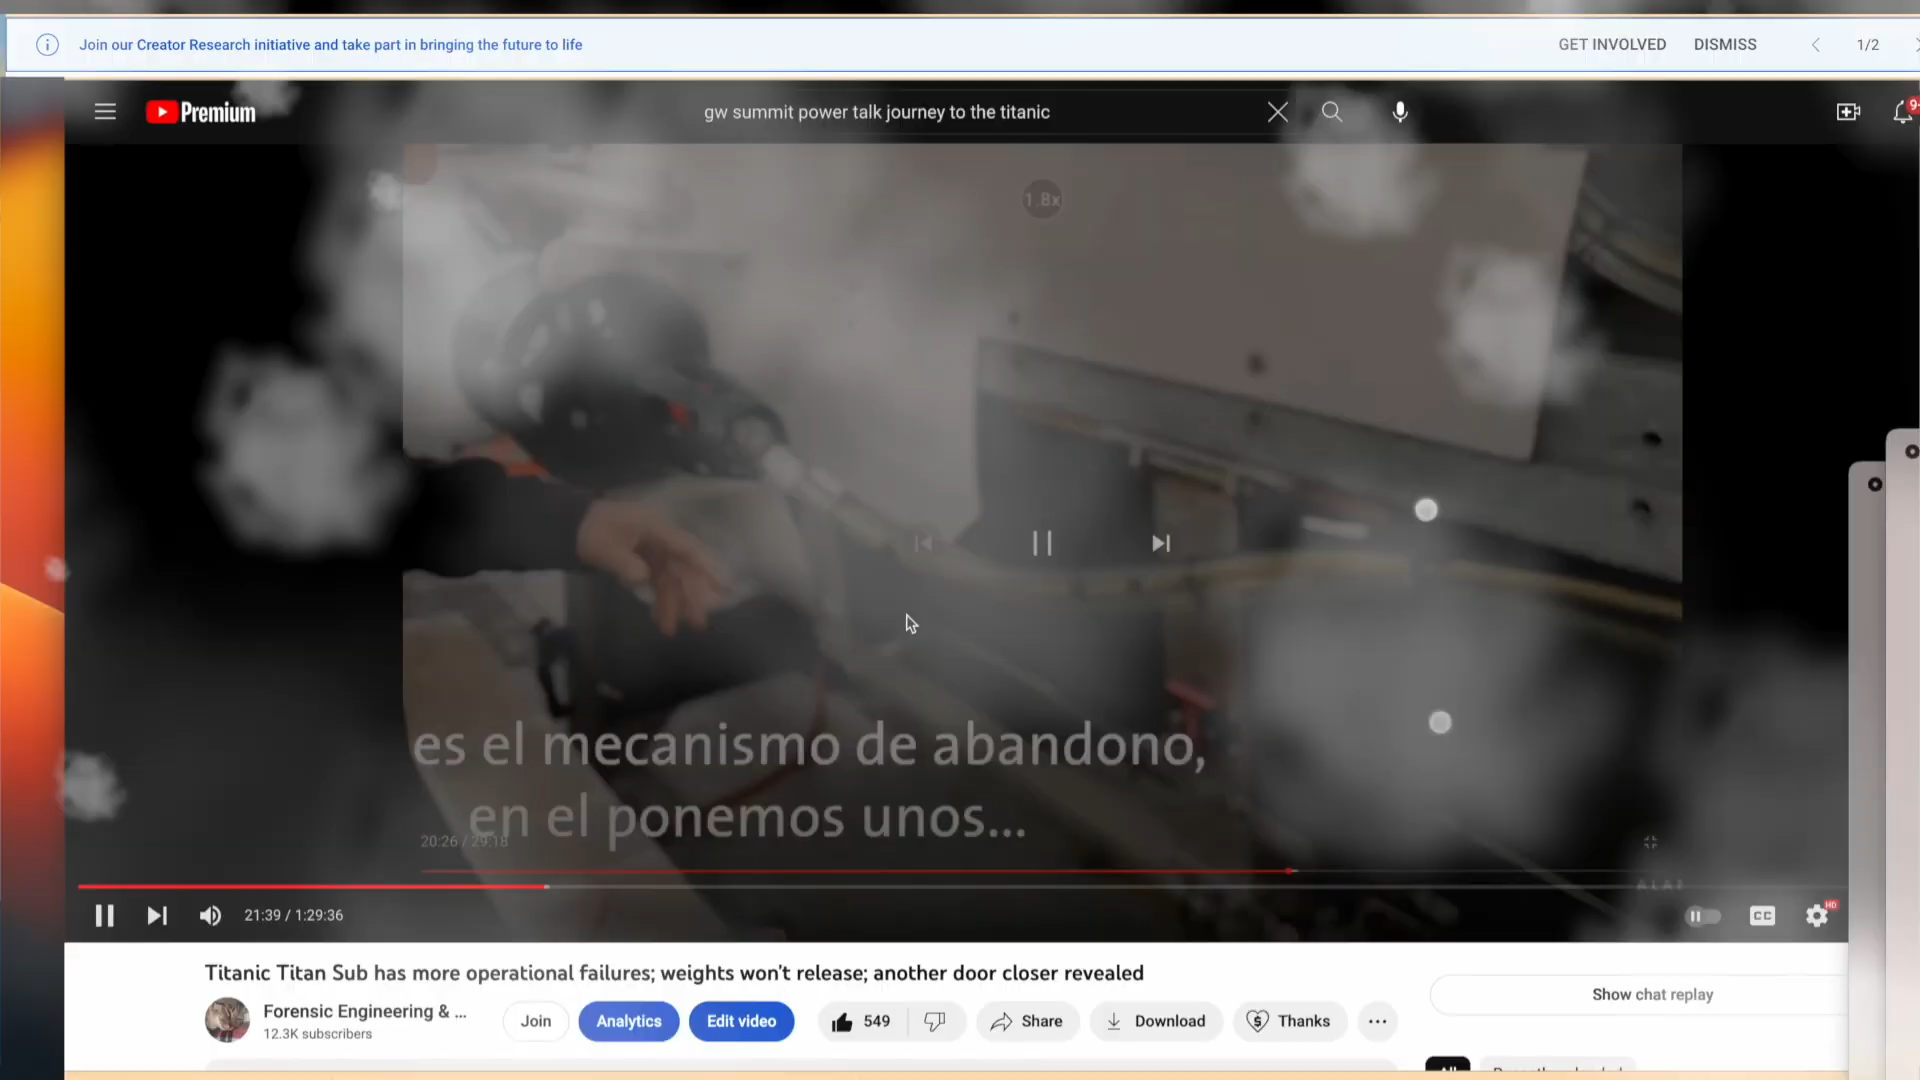 Join our Creator Research initiative and take part in bringing the future to life
GET INVOLVED
DISMISS
1/2
Premium
gw summit power talk journey to the titanic
9+
1.8x
es el mecanismo de abandono,
en el ponemos unos...
20:26 / 29:18
21:39 / 1:29:36
CC
HD
Titanic Titan Sub has more operational failures; weights won't release; another door closer revealed
Forensic Engineering & ...
12.3K subscribers
Join
Analytics
Edit video
549
Share
Download
Thanks
Show chat replay
All